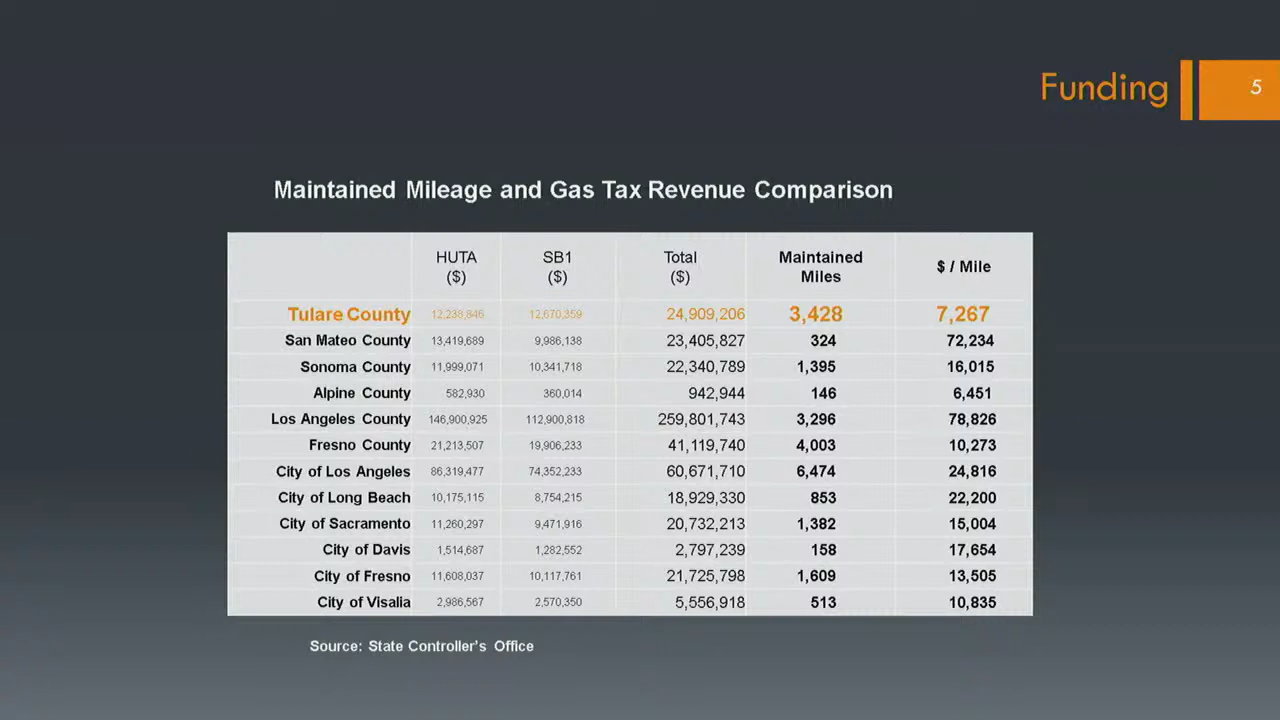 Funding
5
Maintained Mileage and Gas Tax Revenue Comparison
HUTA ($) SB1 ($) Total ($) Maintained Miles $ / Mile
Tulare County 12,238,846 12,670,359 24,909,206 3,428 7,267
San Mateo County 13,419,689 9,986,138 23,405,827 324 72,234
Sonoma County 11,999,071 10,341,718 22,340,789 1,395 16,015
Alpine County 582,930 360,014 942,944 146 6,451
Los Angeles County 146,900,925 112,900,818 259,801,743 3,296 78,826
Fresno County 21,213,507 19,906,233 41,119,740 4,003 10,273
City of Los Angeles 86,319,477 74,352,233 60,671,710 6,474 24,816
City of Long Beach 10,175,115 8,754,215 18,929,330 853 22,200
City of Sacramento 11,260,297 9,471,916 20,732,213 1,382 15,004
City of Davis 1,514,687 1,282,552 2,797,239 158 17,654
City of Fresno 11,608,037 10,117,761 21,725,798 1,609 13,505
City of Visalia 2,986,567 2,570,350 5,556,918 513 10,835
Source: State Controller's Office